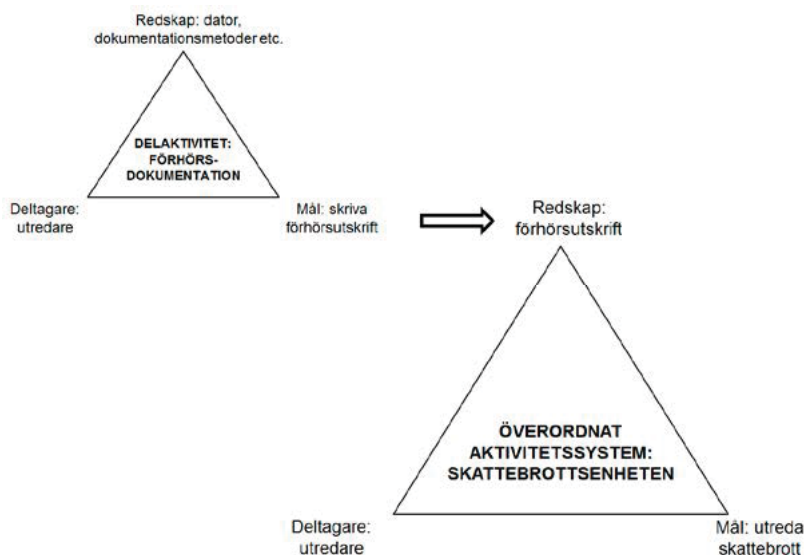 Redskap: dator,
dokumentationsmetoder etc.
DELAKTIVITET:
FÖRHÖRS-
DOKUMENTATION
Deltagare:
utredare
Mål: skriva
förhörsutskrift
Redskap:
förhörsutskrift
ÖVERORDNAT
AKTIVITETSSYSTEM:
SKATTEBROTTSENHETEN
Deltagare:
utredare
Mål: utreda
skattebrott